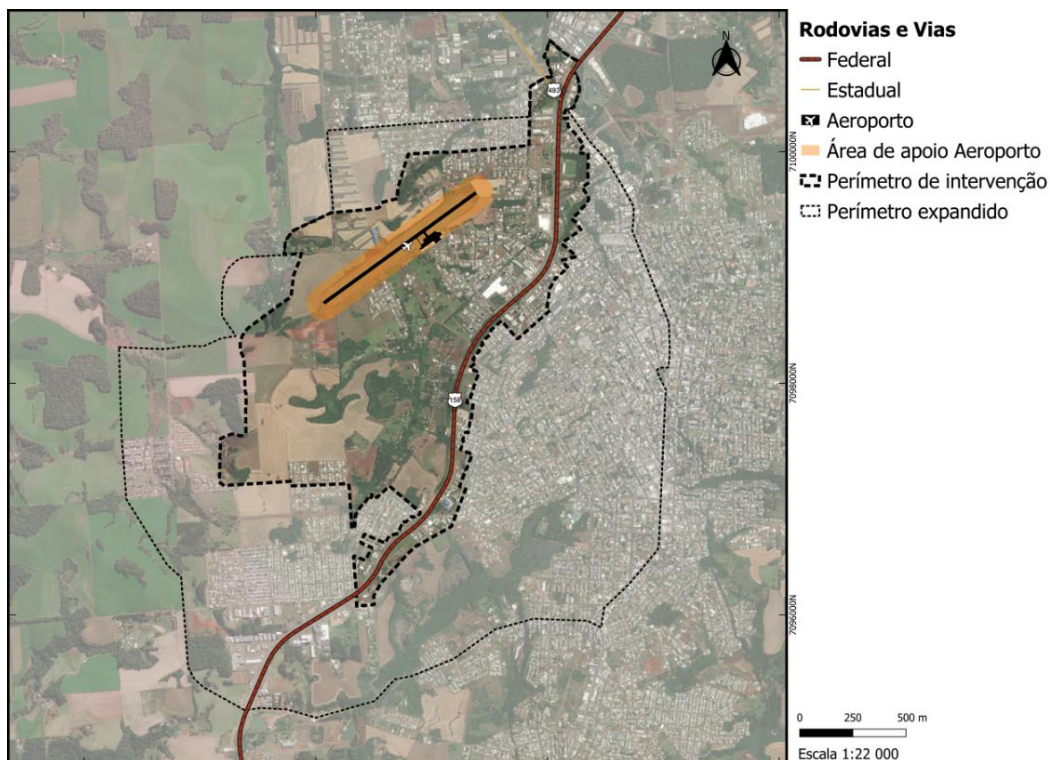 Rodovias e Vias
Federal
Estadual
Aeroporto
Área de apoio Aeroporto
Perímetro de intervenção
Perímetro expandido
N
493
158
7100000N
7098000N
7096000N
0 250 500 m
Escala 1:22 000